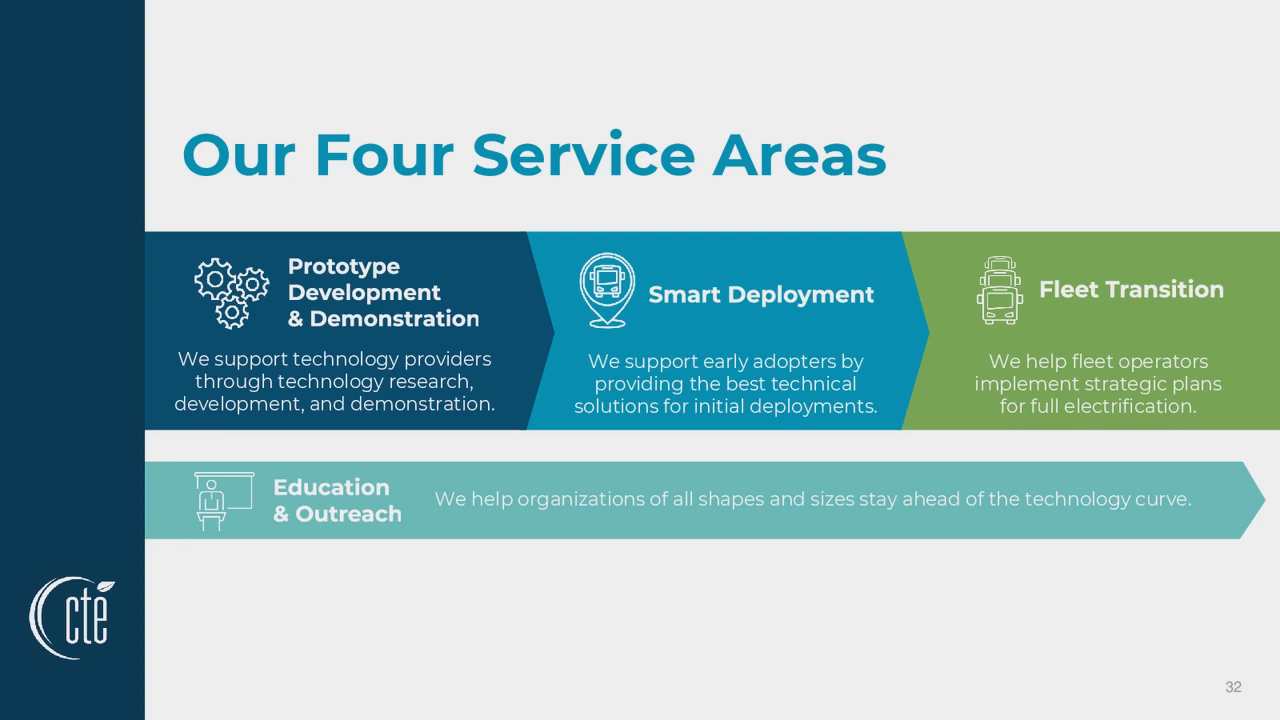 Our Four Service Areas
Prototype
Development
& Demonstration
We support technology providers
through technology research,
development, and demonstration.
Smart Deployment
We support early adopters by
providing the best technical
solutions for initial deployments.
Fleet Transition
We help fleet operators
implement strategic plans
for full electrification.
Education
& Outreach
We help organizations of all shapes and sizes stay ahead of the technology curve.
cte
32